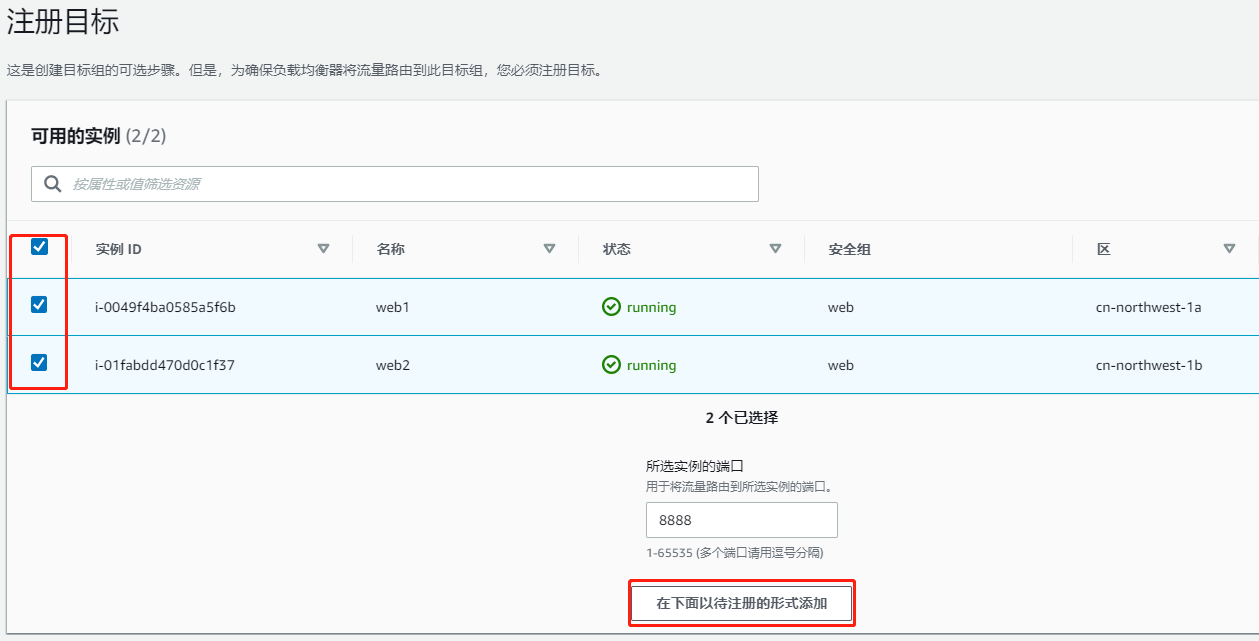 注册目标
这是创建目标组的可选步骤。但是，为确保负载均衡器将流量路由到此目标组，您必须注册目标。
可用的实例 (2/2)
按属性或值筛选资源
实例 ID 名称 状态 安全组 区
i-0049f4ba0585a5f6b web1 running web cn-northwest-1a
i-01fabdd470d0c1f37 web2 running web cn-northwest-1b
2 个已选择
所选实例的端口
用于将流量路由到所选实例的端口。
8888
1-65535 (多个端口请用逗号分隔)
在下面以待注册的形式添加